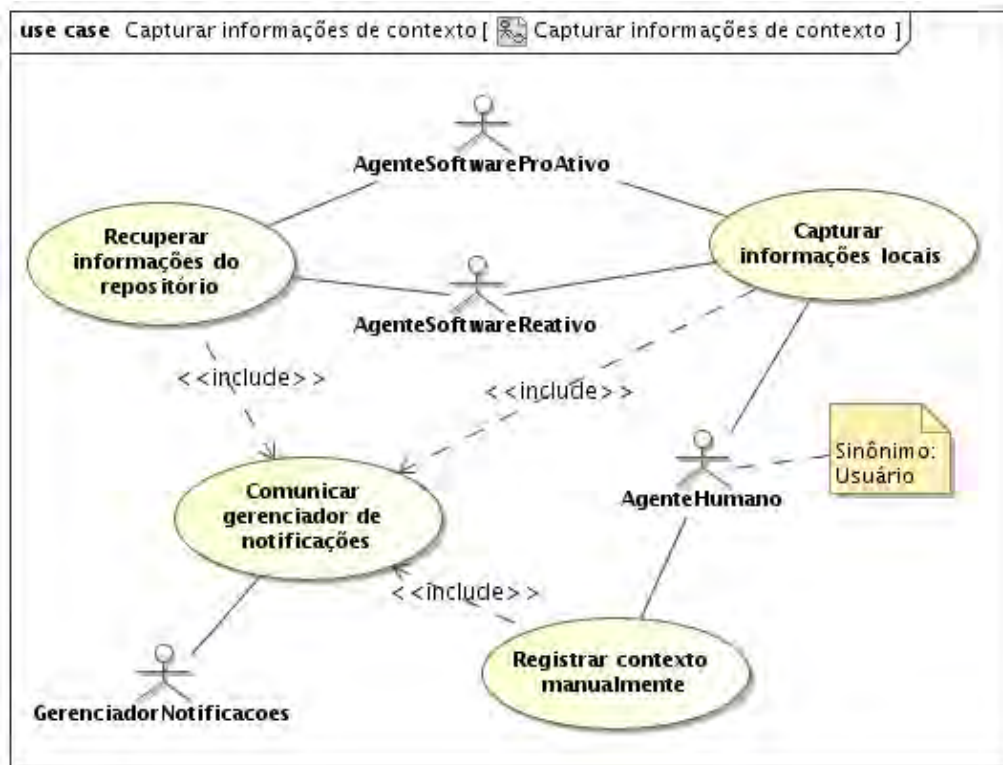 use case Capturar informações de contexto [ Capturar informações de contexto ]
AgenteSoftwareProAtivo
Recuperar
informações do
repositório
Capturar
informações locais
AgenteSoftwareReativo
<<include>>
<<include>>
Sinônimo:
Usuário
AgenteHumano
Comunicar
gerenciador de
notificações
<<include>>
Registrar contexto
manualmente
GerenciadorNotificacoes